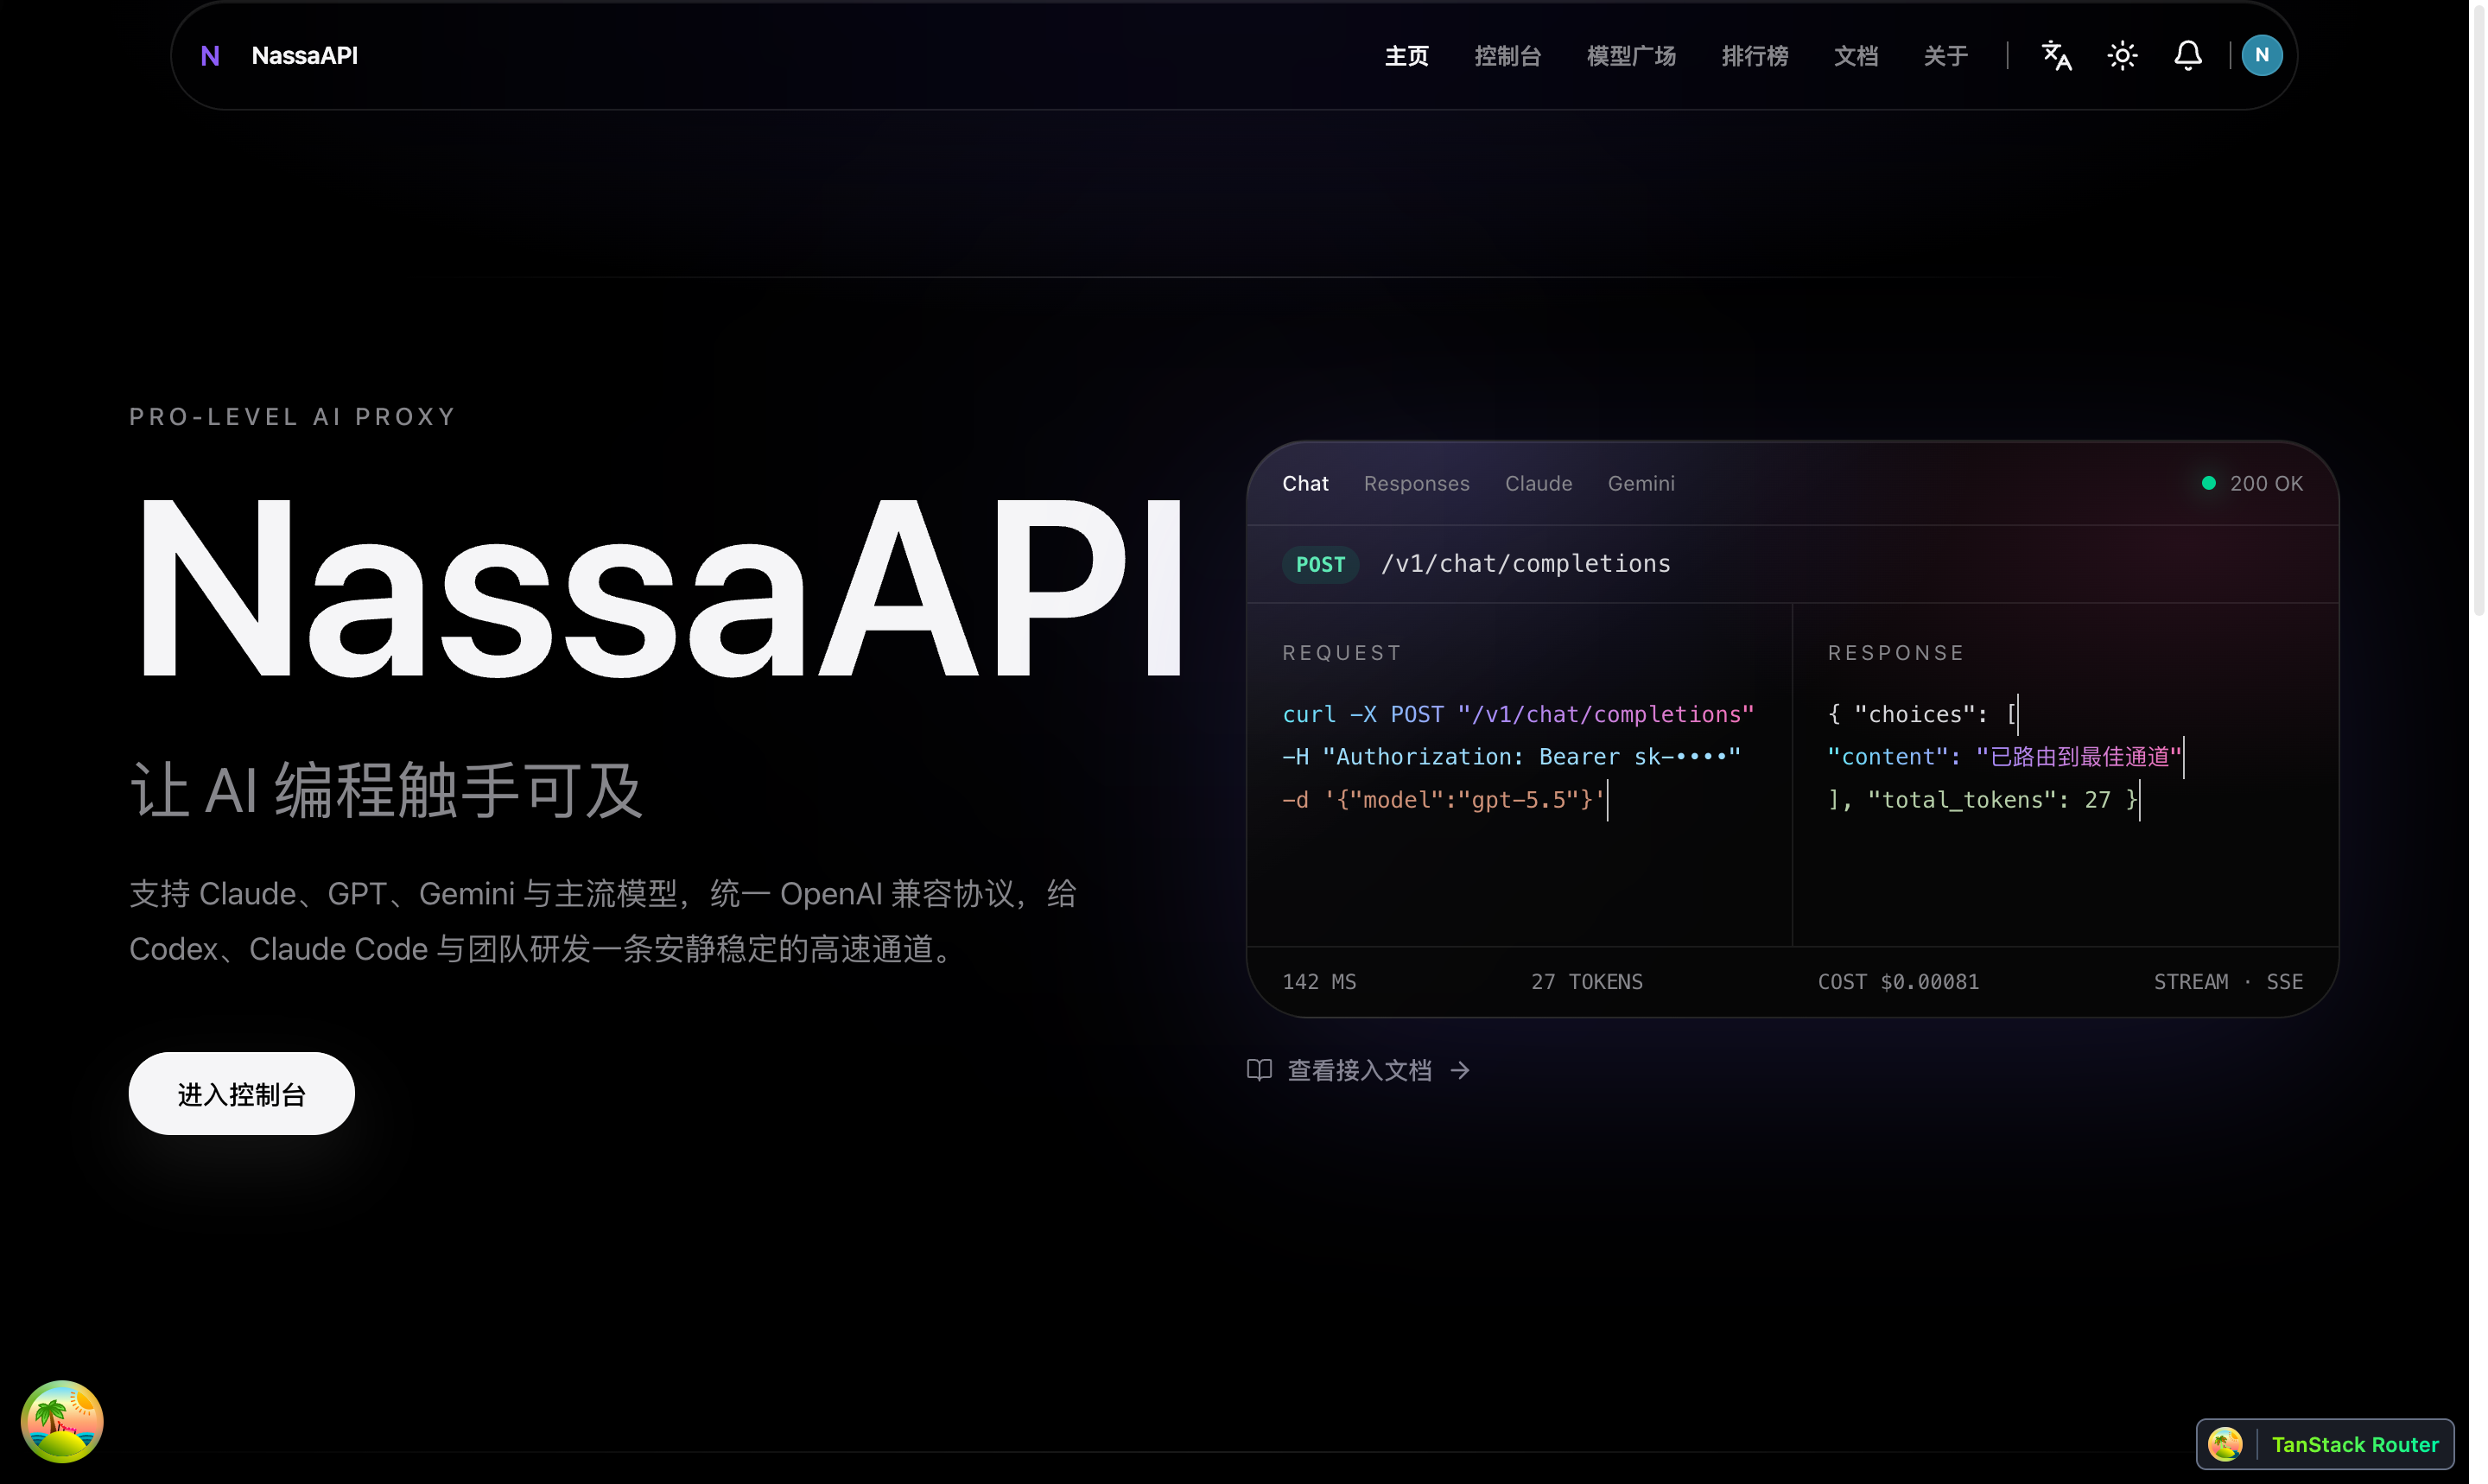 N NassaAPI 主页 控制台 模型广场 排行榜 文档 关于 N
PRO-LEVEL AI PROXY
NassaAPI
让 AI 编程触手可及
支持 Claude、GPT、Gemini 与主流模型，统一 OpenAI 兼容协议，给
Codex、Claude Code 与团队研发一条安静稳定的高速通道。
进入控制台
Chat Responses Claude Gemini 200 OK
POST /v1/chat/completions
REQUEST
curl -X POST "/v1/chat/completions"
-H "Authorization: Bearer sk-••••"
-d '{"model":"gpt-5.5"}'
RESPONSE
{ "choices": [
"content": "已路由到最佳通道"
], "total_tokens": 27 }
142 MS 27 TOKENS COST $0.00081 STREAM · SSE
查看接入文档 →
TanStack Router